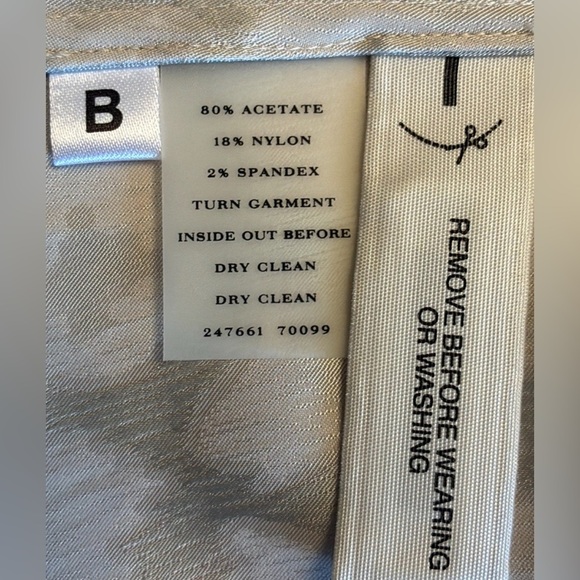 B
80% ACETATE
18% NYLON
2% SPANDEX
TURN GARMENT
INSIDE OUT BEFORE
DRY CLEAN
DRY CLEAN
247661 70099
REMOVE BEFORE WEARING
OR WASHING